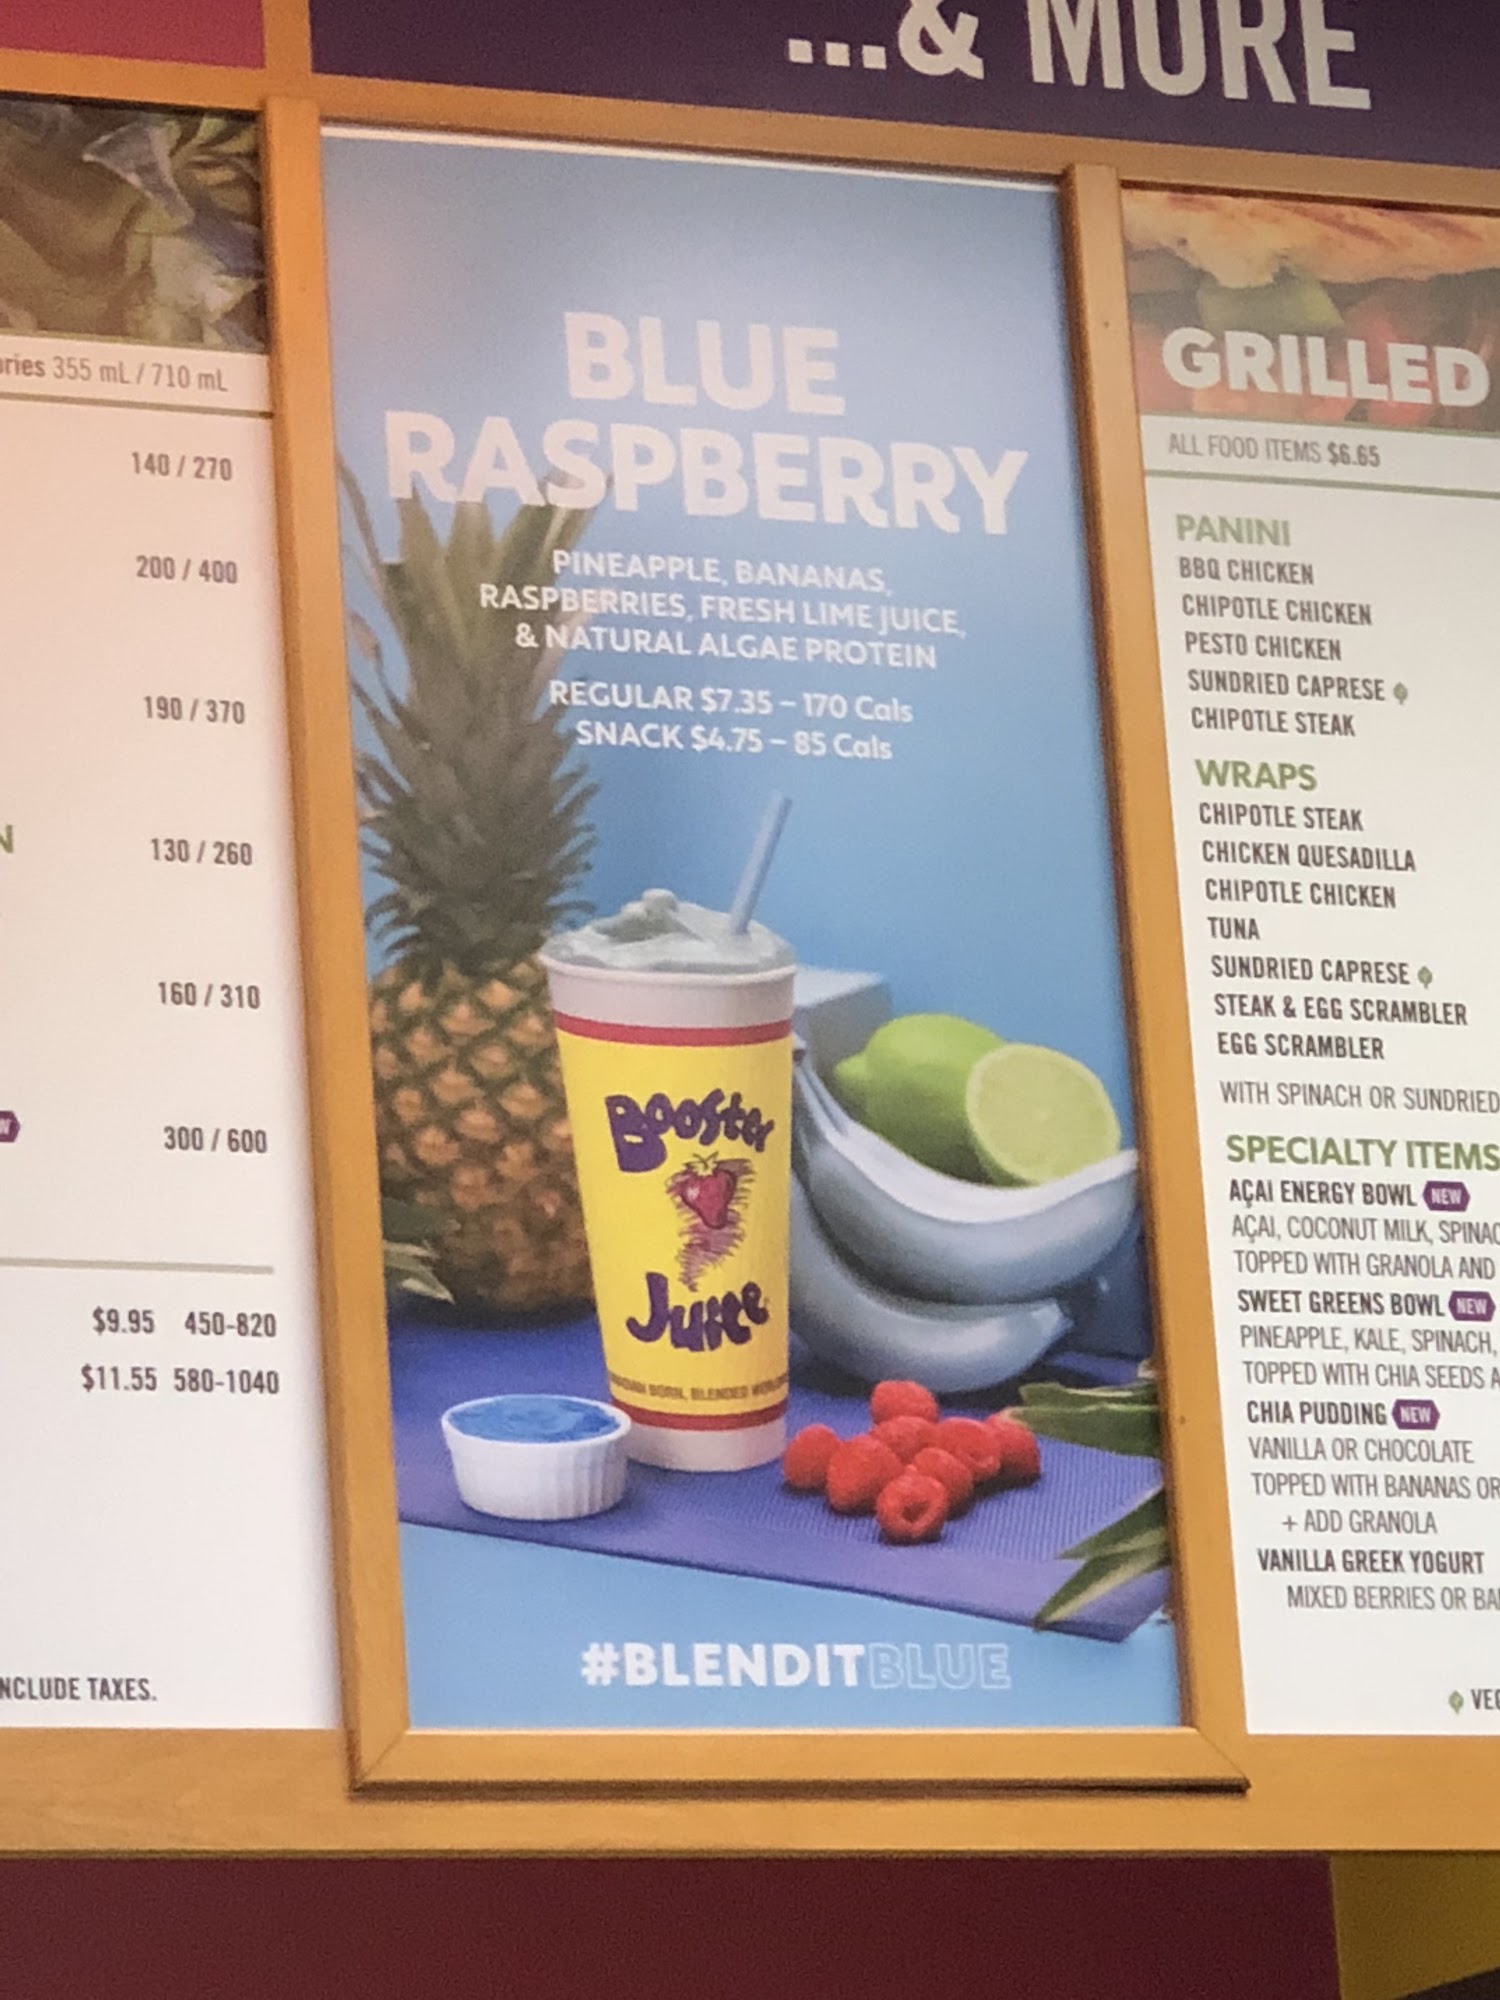 ...& MORE
355 mL / 710 mL
140 / 270
200 / 400
190 / 370
130 / 260
160 / 310
300 / 600
$9.95 450-820
$11.55 580-1040
TAXES.
BLUE
RASPBERRY
PINEAPPLE, BANANAS,
RASPBERRIES, FRESH LIME JUICE,
& NATURAL ALGAE PROTEIN
REGULAR $7.35 – 170 Cals
SNACK $4.75 – 85 Cals
Booster
Juice
BORN, BLENDED
#BLENDITBLUE
GRILLED
ALL FOOD ITEMS $6.65
PANINI
BBQ CHICKEN
CHIPOTLE CHICKEN
PESTO CHICKEN
SUNDRIED CAPRESE
CHIPOTLE STEAK
WRAPS
CHIPOTLE STEAK
CHICKEN QUESADILLA
CHIPOTLE CHICKEN
TUNA
SUNDRIED CAPRESE
STEAK & EGG SCRAMBLER
EGG SCRAMBLER
WITH SPINACH OR SUNDRIED
SPECIALTY ITEMS
AÇAI ENERGY BOWL NEW
AÇAI, COCONUT MILK,
TOPPED WITH GRANOLA AND
SWEET GREENS BOWL NEW
PINEAPPLE, KALE, SPINACH,
TOPPED WITH CHIA SEEDS
CHIA PUDDING NEW
VANILLA OR CHOCOLATE
TOPPED WITH BANANAS OR
+ ADD GRANOLA
VANILLA GREEK YOGURT
MIXED BERRIES OR